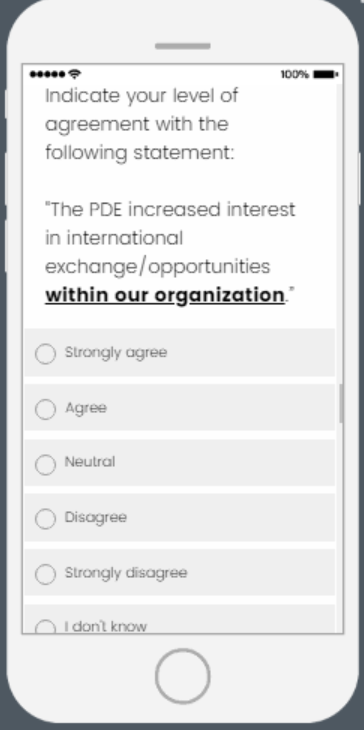 100%
Indicate your level of
agreement with the
following statement:
"The PDE increased interest
in international
exchange/opportunities
within our organization."
Strongly agree
Agree
Neutral
Disagree
Strongly disagree
I don't know